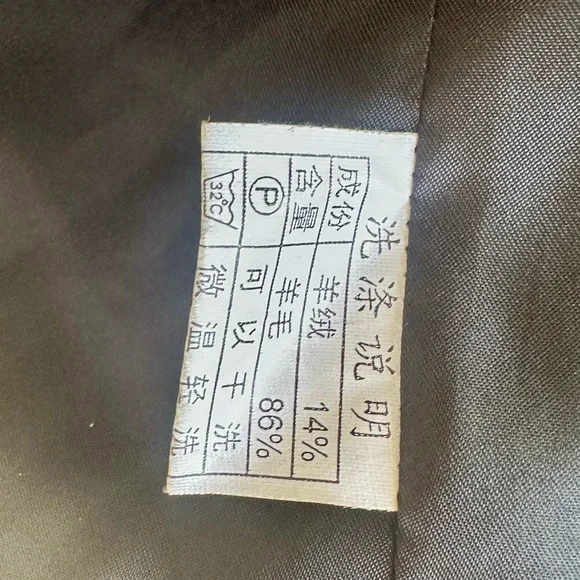 洗涤说明
成份 羊绒 14%
含量 羊毛 86%
P 可以干洗
32℃ 微温轻洗